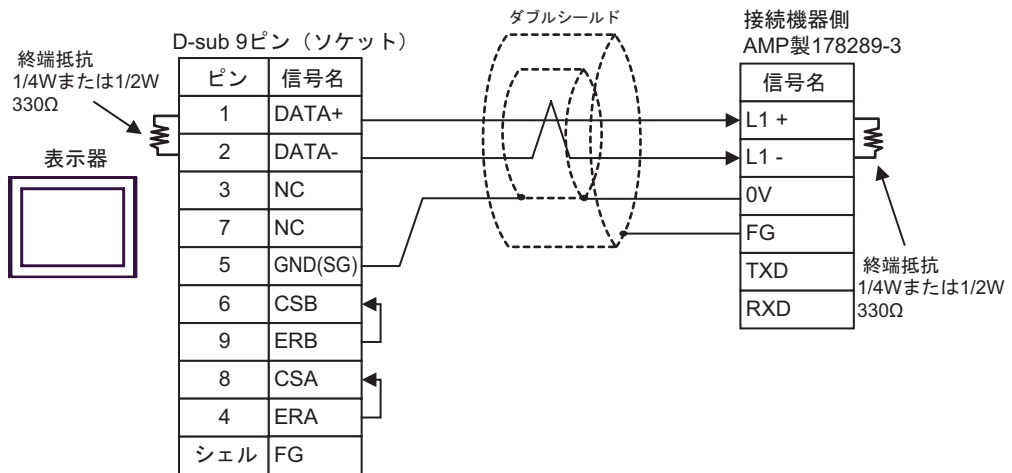 ダブルシールド
接続機器側
AMP製178289-3
D-sub 9ピン（ソケット）
終端抵抗
1/4Wまたは1/2W
330Ω
表示器
ピン 信号名
1 DATA+
2 DATA-
3 NC
7 NC
5 GND(SG)
6 CSB
9 ERB
8 CSA
4 ERA
シェル FG
信号名
L1 +
L1 -
0V
FG
TXD
RXD
終端抵抗
1/4Wまたは1/2W
330Ω